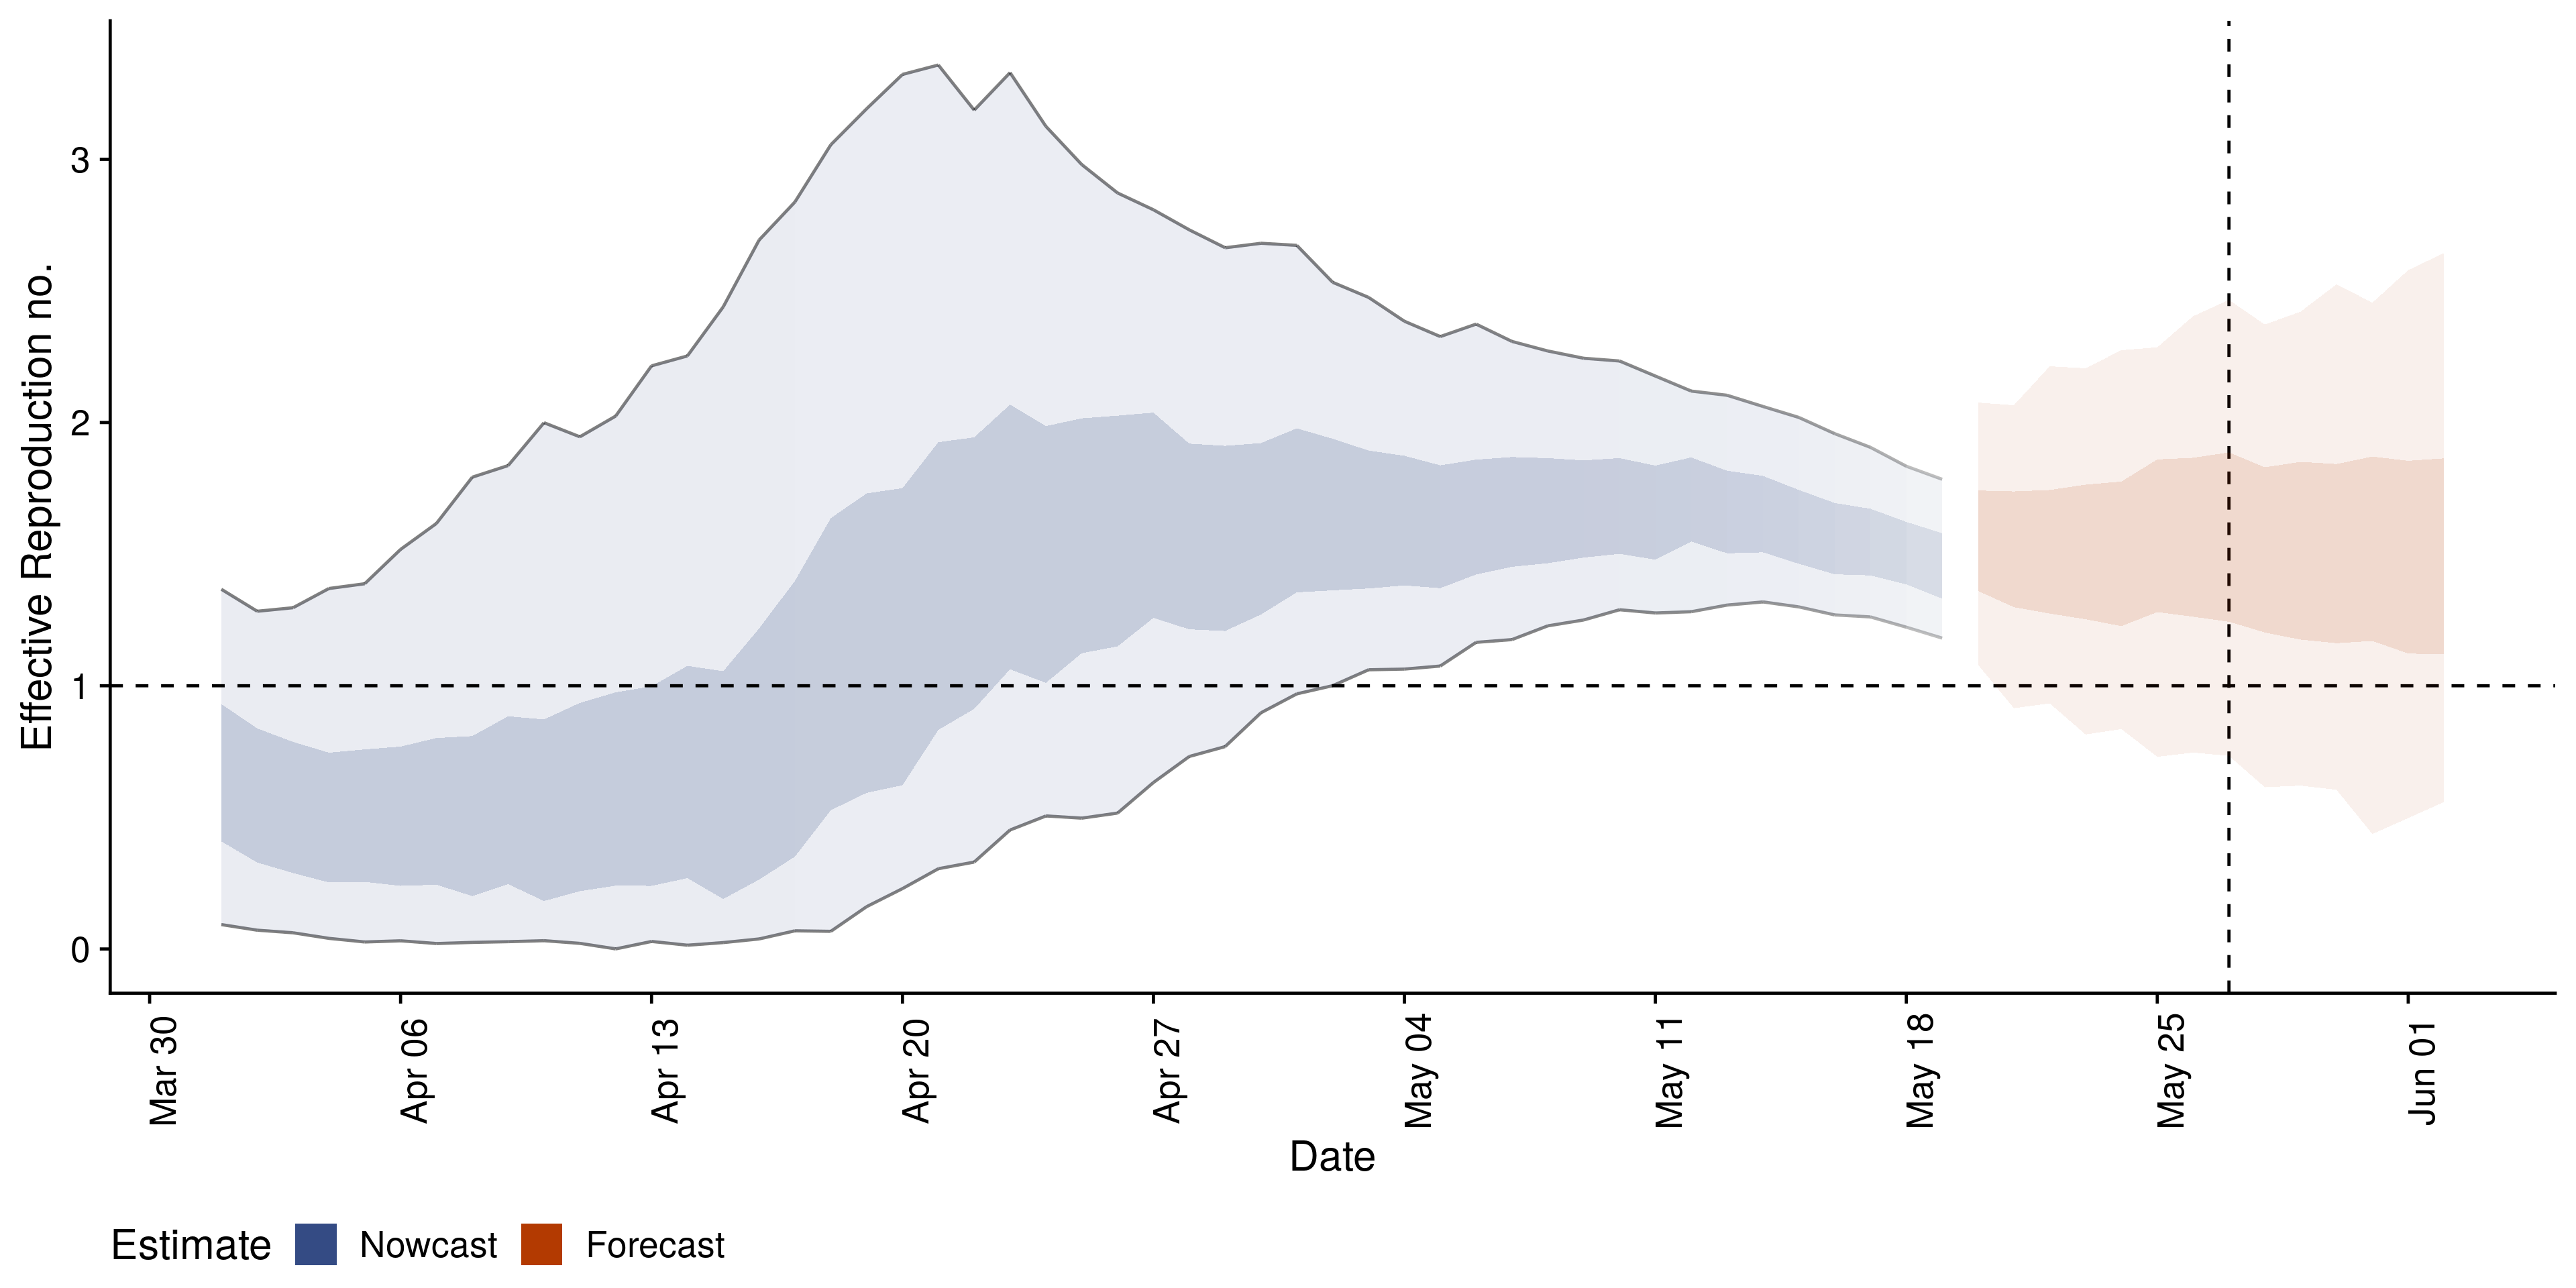 Effective Reproduction no.
3
2
1
0
Mar 30
Apr 06
Apr 13
Apr 20
Apr 27
May 04
May 11
May 18
May 25
Jun 01
Date
Estimate Nowcast Forecast